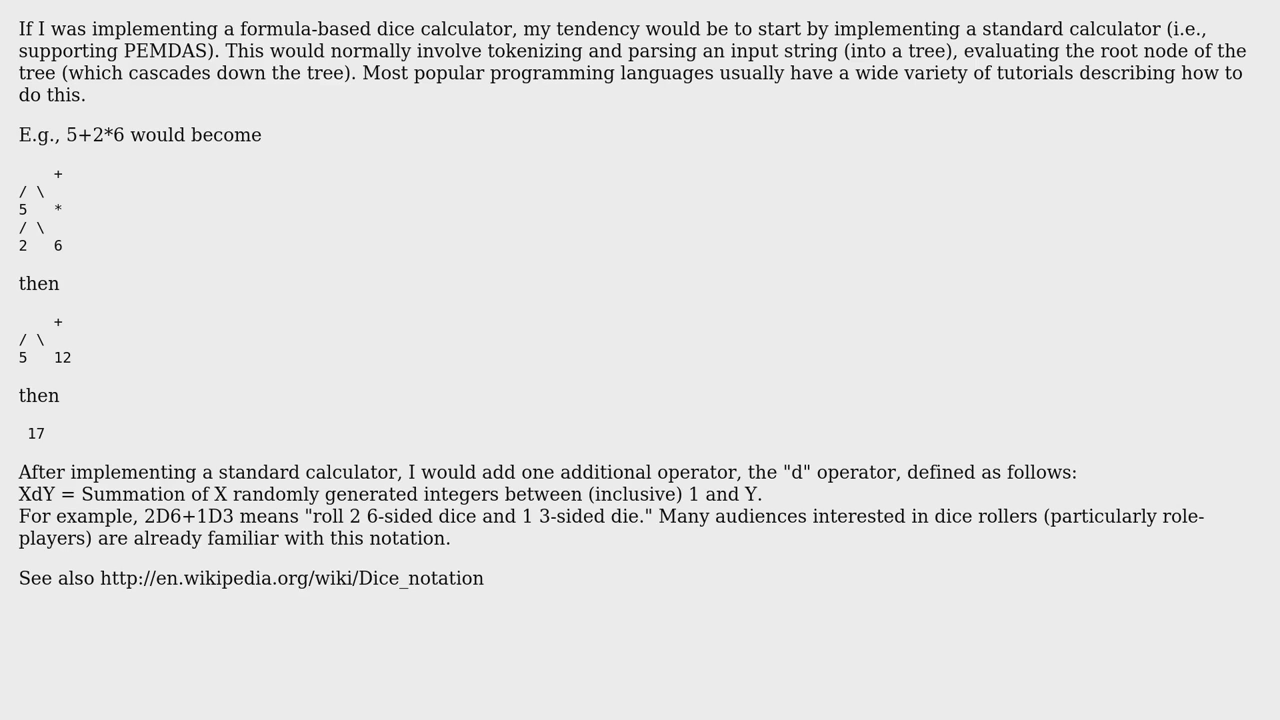 If I was implementing a formula-based dice calculator, my tendency would be to start by implementing a standard calculator (i.e.,
supporting PEMDAS). This would normally involve tokenizing and parsing an input string (into a tree), evaluating the root node of the
tree (which cascades down the tree). Most popular programming languages usually have a wide variety of tutorials describing how to
do this.
E.g., 5+2*6 would become
    +
/ \
5   *
/ \
2   6
then
    +
/ \
5   12
then
 17
After implementing a standard calculator, I would add one additional operator, the "d" operator, defined as follows:
XdY = Summation of X randomly generated integers between (inclusive) 1 and Y.
For example, 2D6+1D3 means "roll 2 6-sided dice and 1 3-sided die." Many audiences interested in dice rollers (particularly role-
players) are already familiar with this notation.
See also http://en.wikipedia.org/wiki/Dice_notation